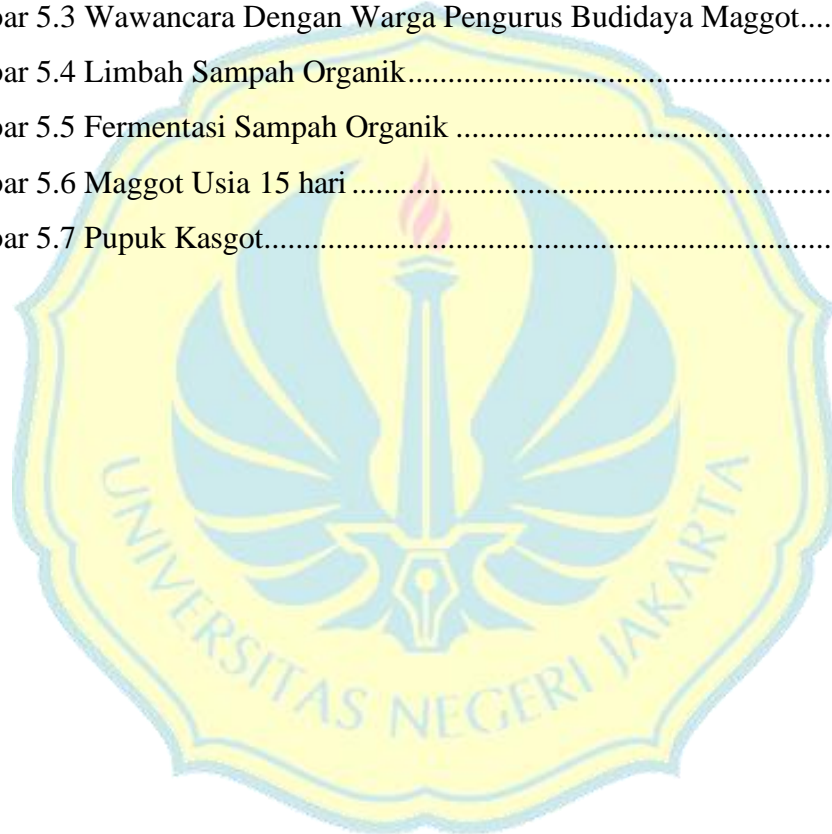 bar 5.3 Wawancara Dengan Warga Pengurus Budidaya Maggot....
bar 5.4 Limbah Sampah Organik......................................................
bar 5.5 Fermentasi Sampah Organik ................................................
bar 5.6 Maggot Usia 15 hari .............................................................
bar 5.7 Pupuk Kasgot........................................................................
UNIVERSITAS NEGERI JAKARTA